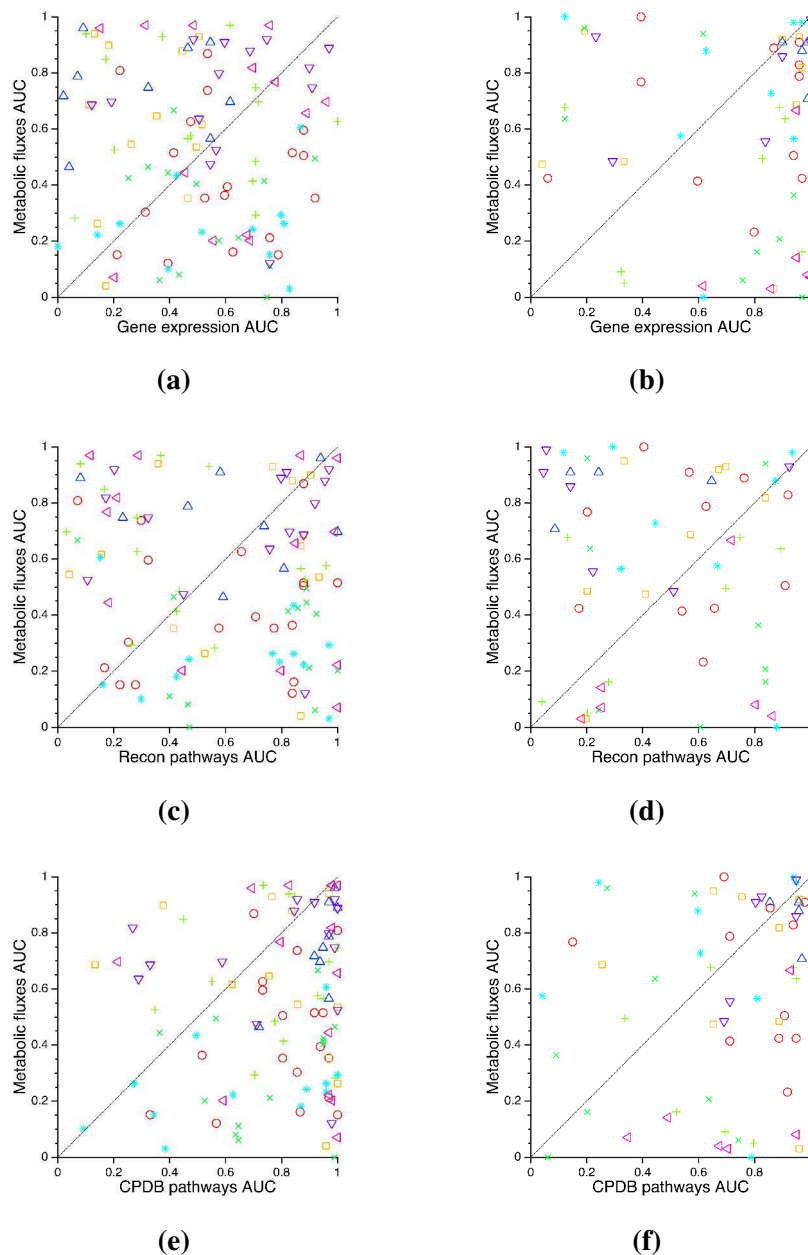 1
0.8
0.6
0.4
0.2
0
Metabolic fluxes AUC
0 0.2 0.4 0.6 0.8 1
Gene expression AUC
(a)
1
0.8
0.6
0.4
0.2
0
Metabolic fluxes AUC
0 0.2 0.4 0.6 0.8
Gene expression AUC
(b)
1
0.8
0.6
0.4
0.2
0
Metabolic fluxes AUC
0 0.2 0.4 0.6 0.8 1
Recon pathways AUC
(c)
1
0.8
0.6
0.4
0.2
0
Metabolic fluxes AUC
0 0.2 0.4 0.6 0.8
Recon pathways AUC
(d)
1
0.8
0.6
0.4
0.2
0
Metabolic fluxes AUC
0 0.2 0.4 0.6 0.8 1
CPDB pathways AUC
(e)
1
0.8
0.6
0.4
0.2
0
Metabolic fluxes AUC
0 0.2 0.4 0.6 0.8
CPDB pathways AUC
(f)